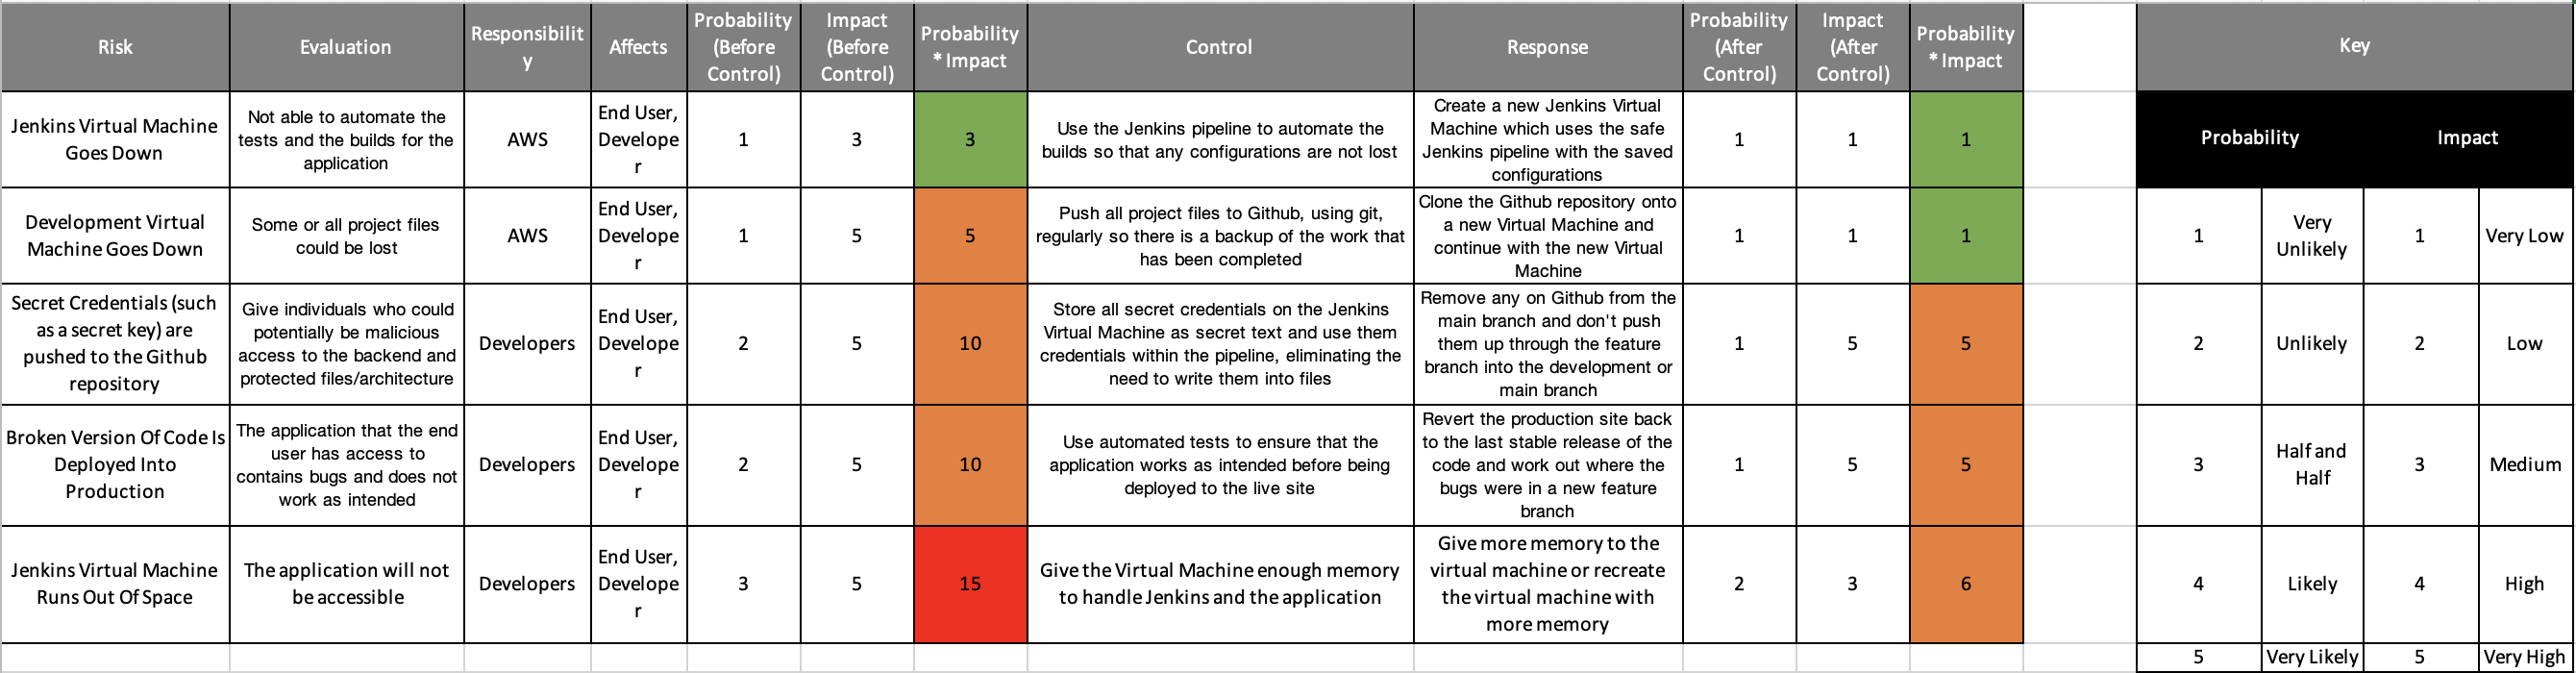 Risk
Evaluation
Responsibilit
y
Affects
Probability
(Before
Control)
Impact
(Before
Control)
Probability
* Impact
Control
Response
Probability
(After
Control)
Impact
(After
Control)
Probability
* Impact
Key
Jenkins Virtual Machine
Goes Down
Not able to automate the
tests and the builds for the
application
AWS
End User,
Develope
r
1
3
3
Use the Jenkins pipeline to automate the
builds so that any configurations are not lost
Create a new Jenkins Virtual
Machine which uses the safe
Jenkins pipeline with the saved
configurations
1
1
1
Probability
Impact
Development Virtual
Machine Goes Down
Some or all project files
could be lost
AWS
End User,
Develope
r
1
5
5
Push all project files to Github, using git,
regularly so there is a backup of the work that
has been completed
Clone the Github repository onto
a new Virtual Machine and
continue with the new Virtual
Machine
1
1
1
1
Very
Unlikely
1
Very Low
Secret Credentials (such
as a secret key) are
pushed to the Github
repository
Give individuals who could
potentially be malicious
access to the backend and
protected files/architecture
Developers
End User,
Develope
r
2
5
10
Store all secret credentials on the Jenkins
Virtual Machine as secret text and use them
credentials within the pipeline, eliminating the
need to write them into files
Remove any on Github from the
main branch and don't push
them up through the feature
branch into the development or
main branch
1
5
5
2
Unlikely
2
Low
Broken Version Of Code Is
Deployed Into
Production
The application that the end
user has access to
contains bugs and does not
work as intended
Developers
End User,
Develope
r
2
5
10
Use automated tests to ensure that the
application works as intended before being
deployed to the live site
Revert the production site back
to the last stable release of the
code and work out where the
bugs were in a new feature
branch
1
5
5
3
Half and
Half
3
Medium
Jenkins Virtual Machine
Runs Out Of Space
The application will not
be accessible
Developers
End User,
Develope
r
3
5
15
Give the Virtual Machine enough memory
to handle Jenkins and the application
Give more memory to the
virtual machine or recreate
the virtual machine with
more memory
2
3
6
4
Likely
4
High
5
Very Likely
5
Very High